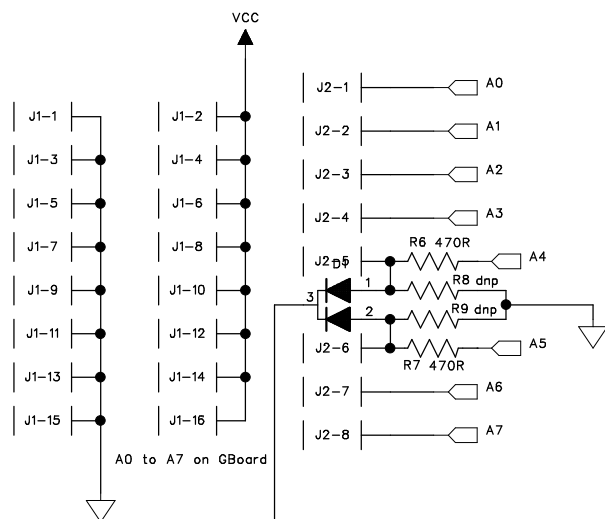 VCC
J1-1
J1-2
J2-1
A0
J1-3
J1-4
J2-2
A1
J1-5
J1-6
J2-3
A2
J1-7
J1-8
J2-4
A3
R6 470R
J2-5
A4
D1
J1-9
J1-10
3
1
R8 dnp
2
R9 dnp
J1-11
J1-12
J2-6
A5
R7 470R
J1-13
J1-14
J2-7
A6
J1-15
J1-16
J2-8
A7
A0 to A7 on GBoard